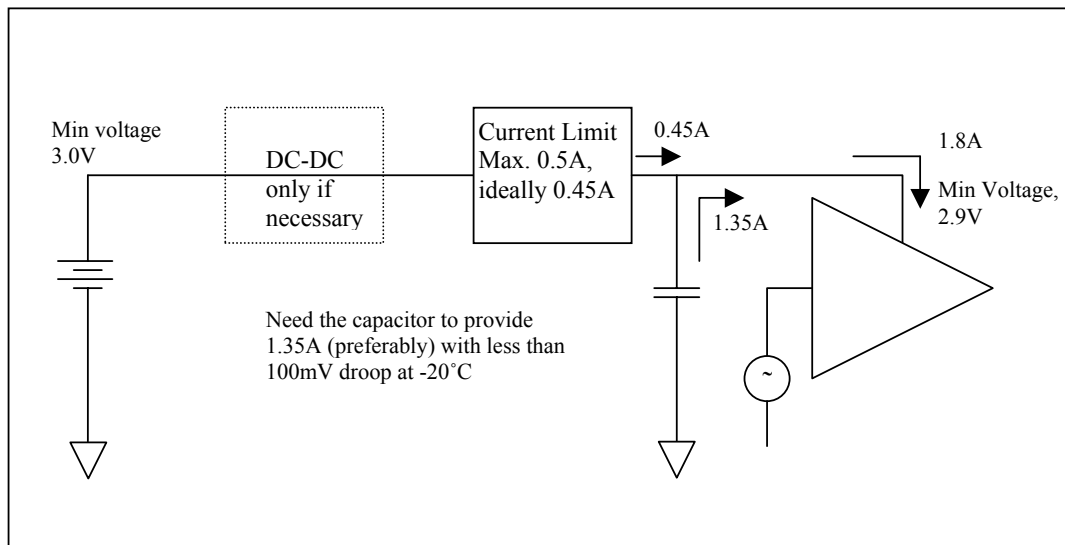 Min voltage
3.0V
DC-DC
only if
necessary
Current Limit
Max. 0.5A,
ideally 0.45A
0.45A
1.35A
1.8A
Min Voltage,
2.9V
Need the capacitor to provide
1.35A (preferably) with less than
100mV droop at -20˚C
~